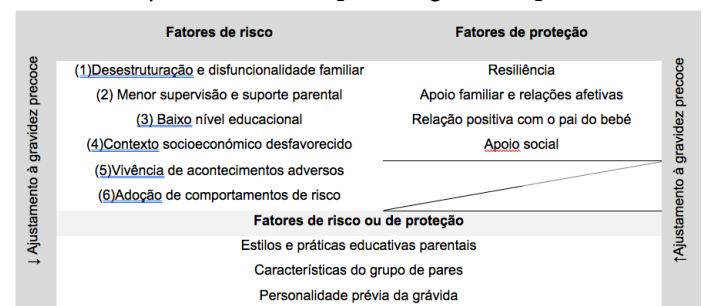 Fatores de risco Fatores de proteção
(1)Desestruturação e disfuncionalidade familiar Resiliência
(2) Menor supervisão e suporte parental Apoio familiar e relações afetivas
(3) Baixo nível educacional Relação positiva com o pai do bebé
(4)Contexto socioeconómico desfavorecido Apoio social
(5)Vivência de acontecimentos adversos
(6)Adoção de comportamentos de risco
Fatores de risco ou de proteção
Estilos e práticas educativas parentais
Características do grupo de pares
Personalidade prévia da grávida
↓ Ajustamento à gravidez precoce
↑Ajustamento à gravidez precoce